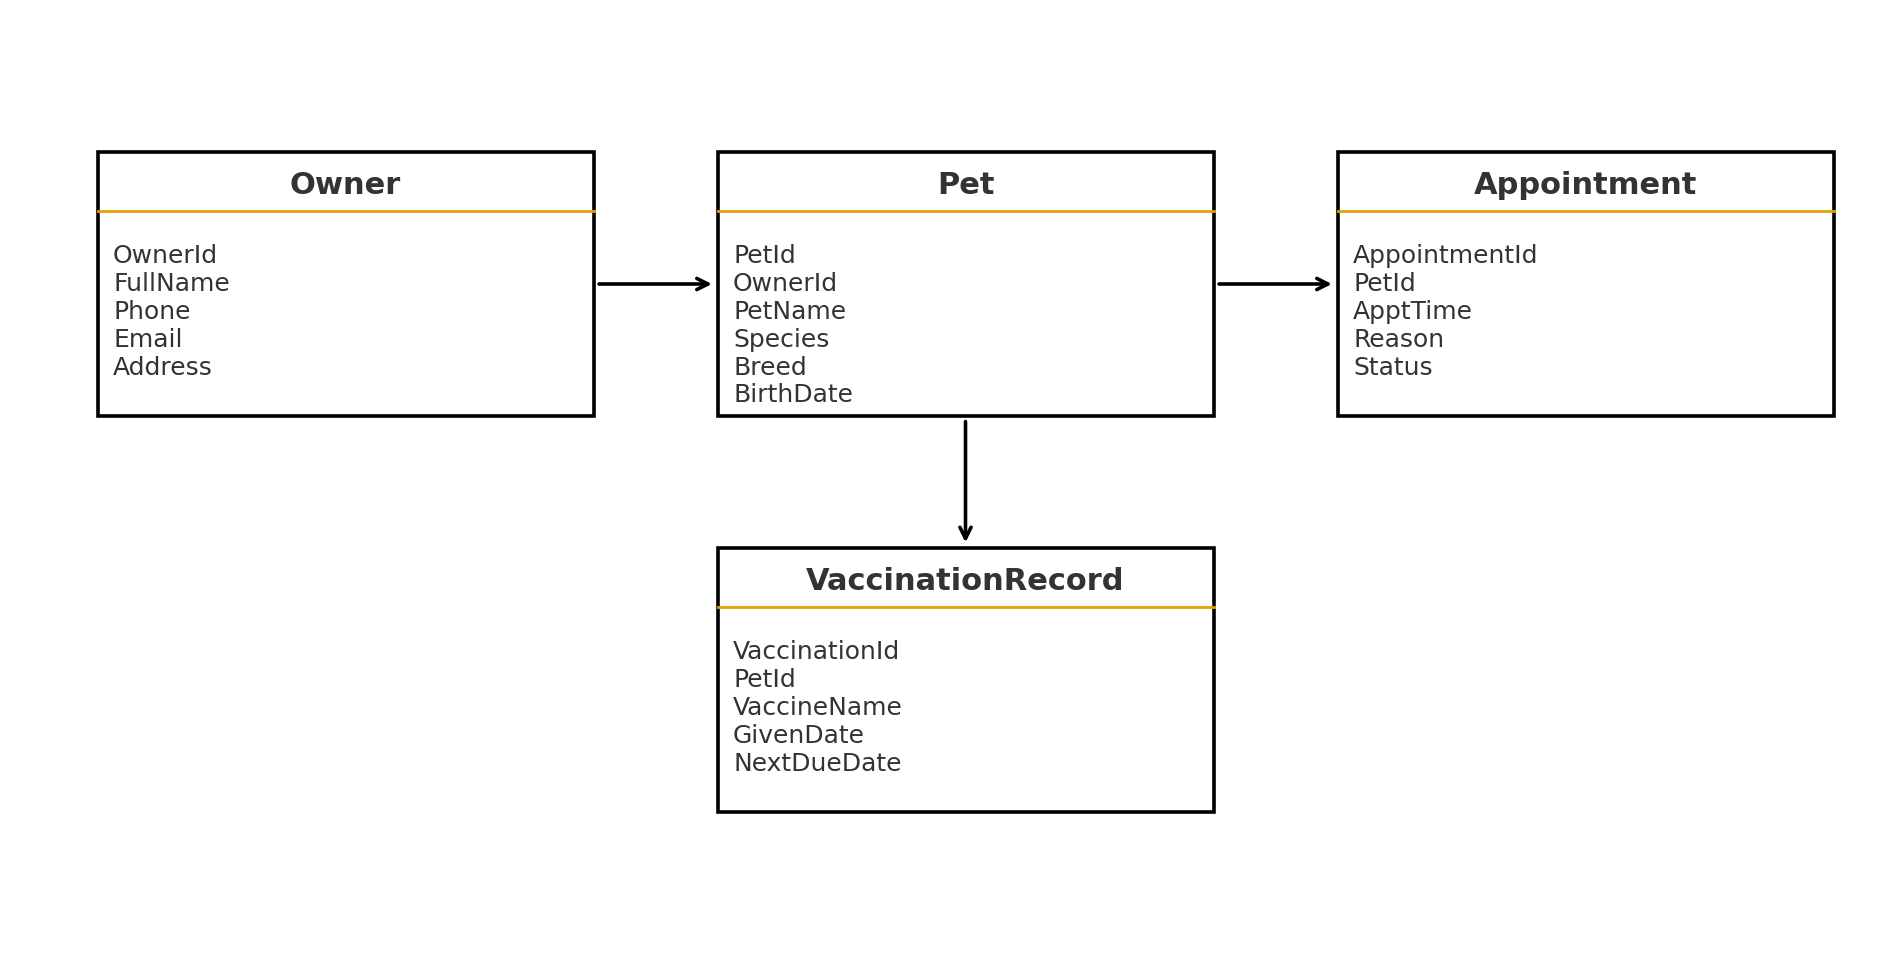 Owner
OwnerId
FullName
Phone
Email
Address
Pet
PetId
OwnerId
PetName
Species
Breed
BirthDate
Appointment
AppointmentId
PetId
ApptTime
Reason
Status
VaccinationRecord
VaccinationId
PetId
VaccineName
GivenDate
NextDueDate